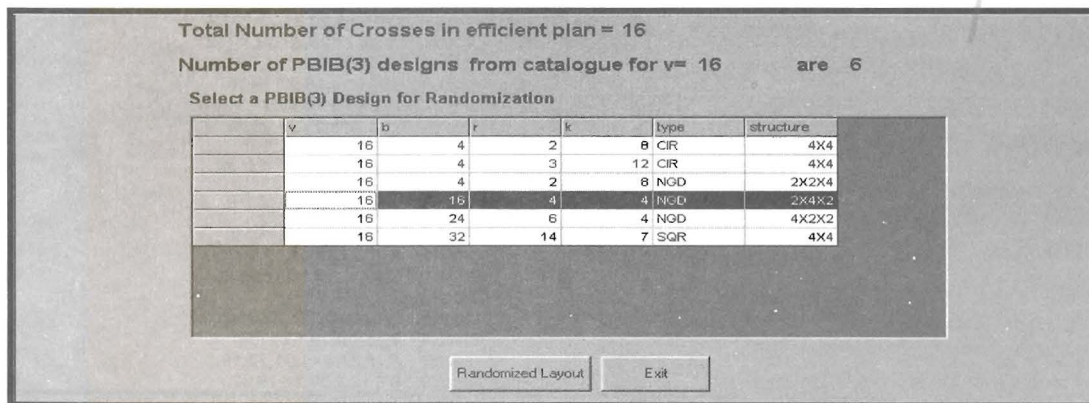 Total Number of Crosses in efficient plan = 16
Number of PBIB(3) designs from catalogue for v= 16 are 6
Select a PBIB(3) Design for Randomization
v b r k type structure
16 4 2 8 CIR 4X4
16 4 3 12 CIR 4X4
16 4 2 8 NGD 2X2X4
16 16 4 4 NGD 2X4X2
16 24 6 4 NGD 4X2X2
16 32 14 7 SQR 4X4
Randomized Layout Exit